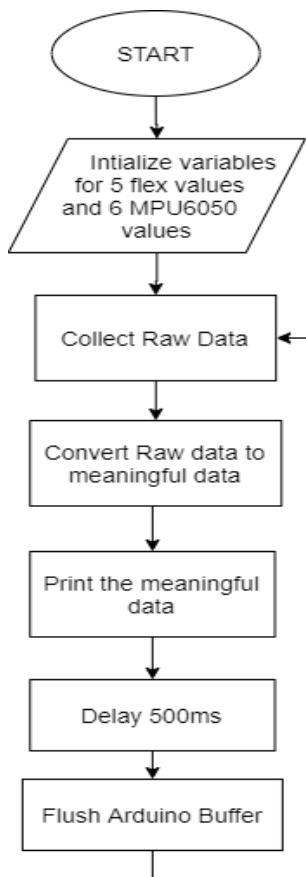 START
Intialize variables
for 5 flex values
and 6 MPU6050
values
Collect Raw Data
Convert Raw data to
meaningful data
Print the meaningful
data
Delay 500ms
Flush Arduino Buffer